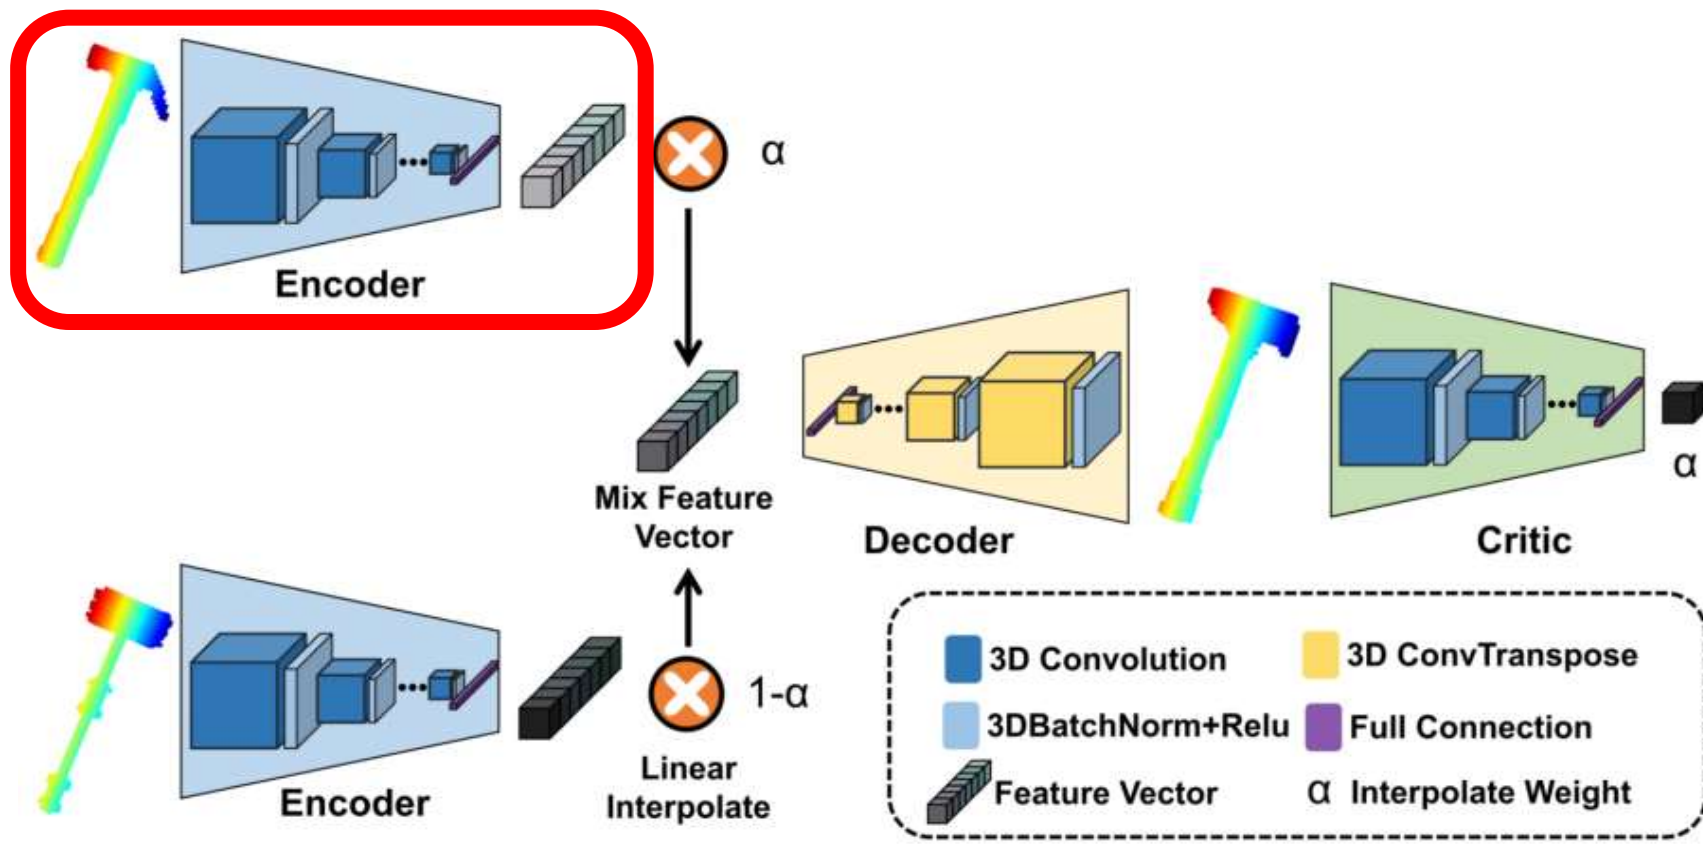 α
Encoder
Mix Feature
Vector
Decoder
Critic
α
1-α
Linear
Interpolate
Encoder
3D Convolution
3D ConvTranspose
3DBatchNorm+Relu
Full Connection
Feature Vector
α Interpolate Weight